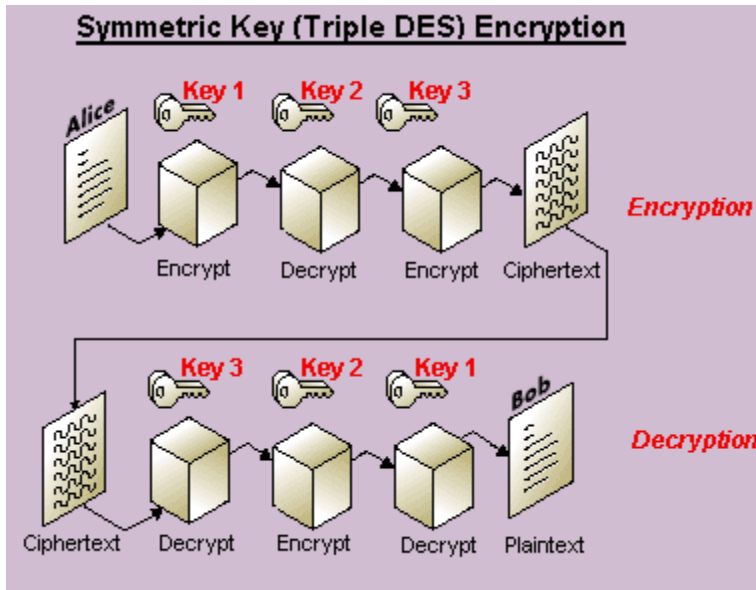 Symmetric Key (Triple DES) Encryption
Key 1 Key 2 Key 3
Alice
Encryption
Encrypt Decrypt Encrypt Ciphertext
Key 3 Key 2 Key 1
Bob
Decryption
Ciphertext Decrypt Encrypt Decrypt Plaintext